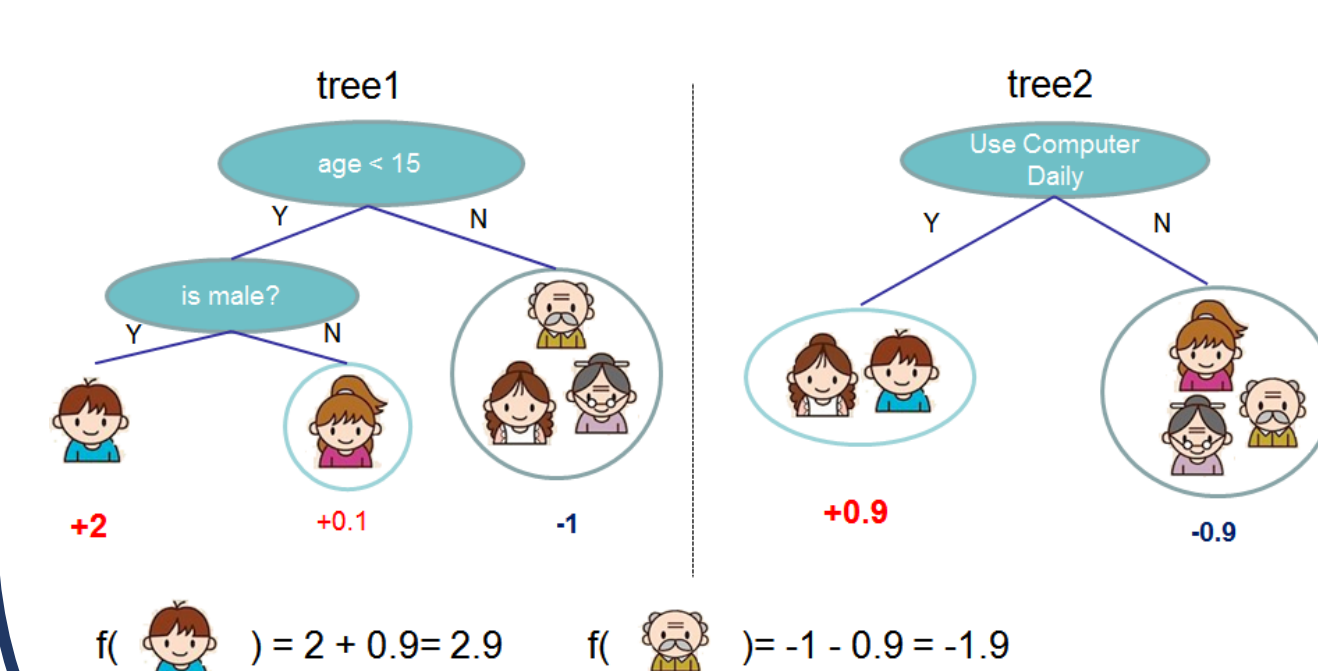 tree1
age < 15
Y
N
is male?
Y
N
+2
+0.1
-1
tree2
Use Computer
Daily
Y
N
+0.9
-0.9
f( ) = 2 + 0.9= 2.9
f( )= -1 - 0.9 = -1.9